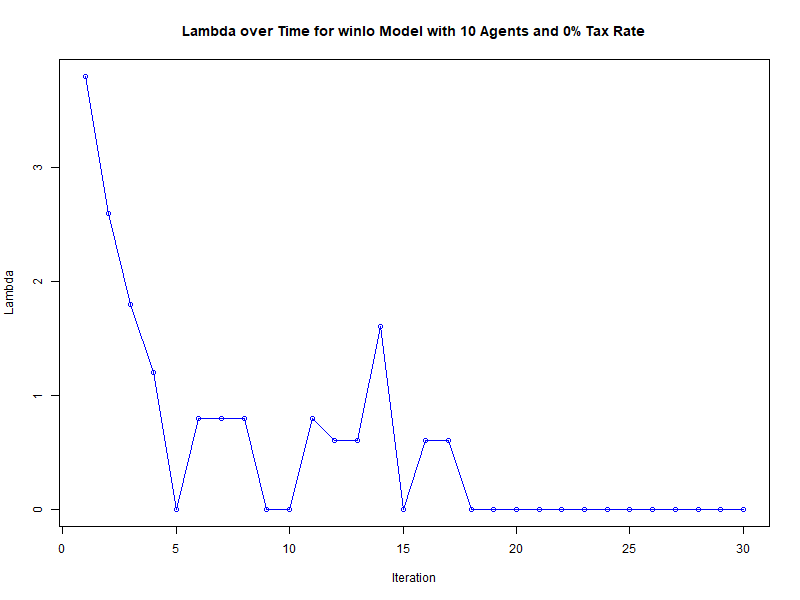 Lambda over Time for winlo Model with 10 Agents and 0% Tax Rate
3
2
1
0
Lambda
0 5 10 15 20 25 30
Iteration